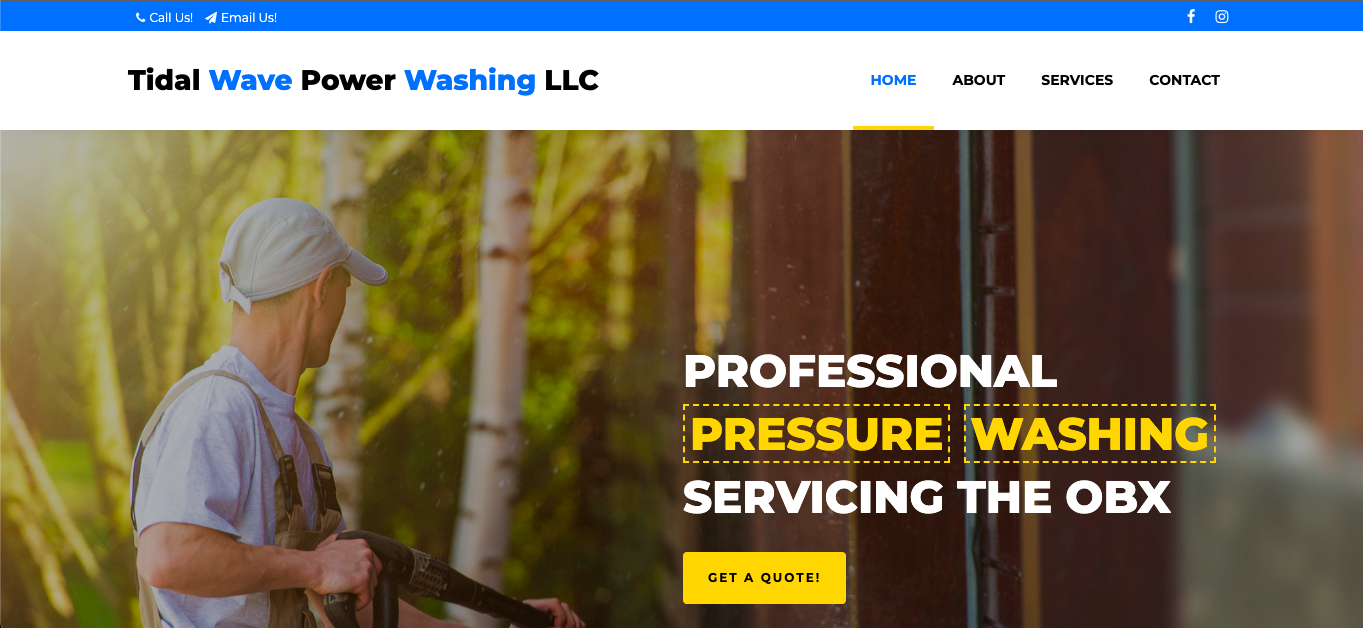 Call Us! Email Us!
Tidal Wave Power Washing LLC
HOME ABOUT SERVICES CONTACT
PROFESSIONAL
PRESSURE WASHING
SERVICING THE OBX
GET A QUOTE!